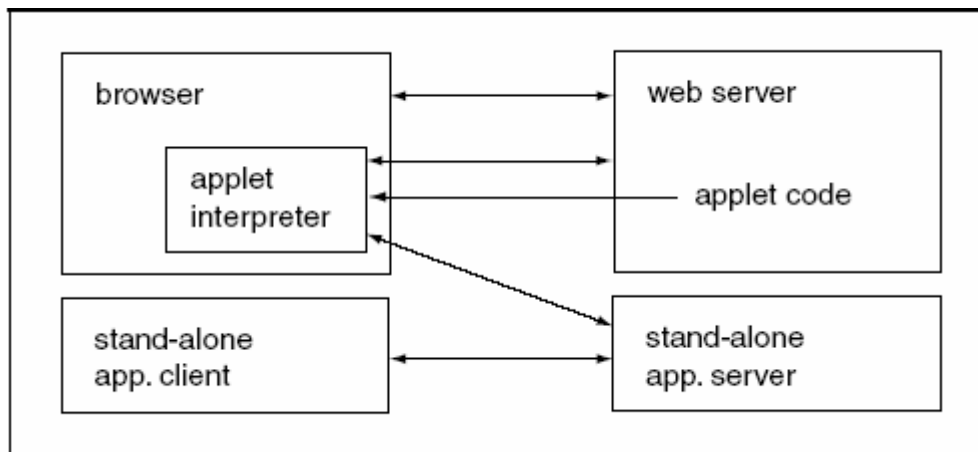 browser
web server
applet
interpreter
applet code
stand-alone
app. client
stand-alone
app. server